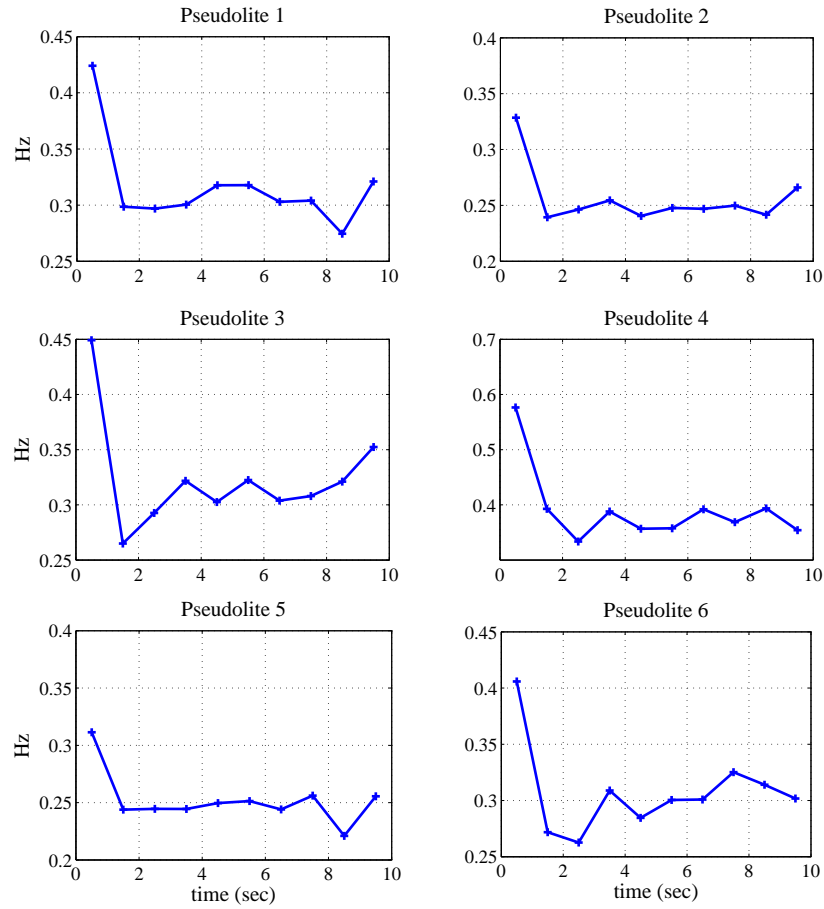 Pseudolite 1
0.45
0.4
0.35
0.3
0.25
0 2 4 6 8 10
Hz
Pseudolite 2
0.4
0.35
0.3
0.25
0.2
0 2 4 6 8 10
Pseudolite 3
0.45
0.4
0.35
0.3
0.25
0 2 4 6 8 10
Hz
Pseudolite 4
0.7
0.6
0.5
0.4
0 2 4 6 8 10
Pseudolite 5
0.4
0.35
0.3
0.25
0.2
0 2 4 6 8 10
Hz
time (sec)
Pseudolite 6
0.45
0.4
0.35
0.3
0.25
0 2 4 6 8 10
time (sec)